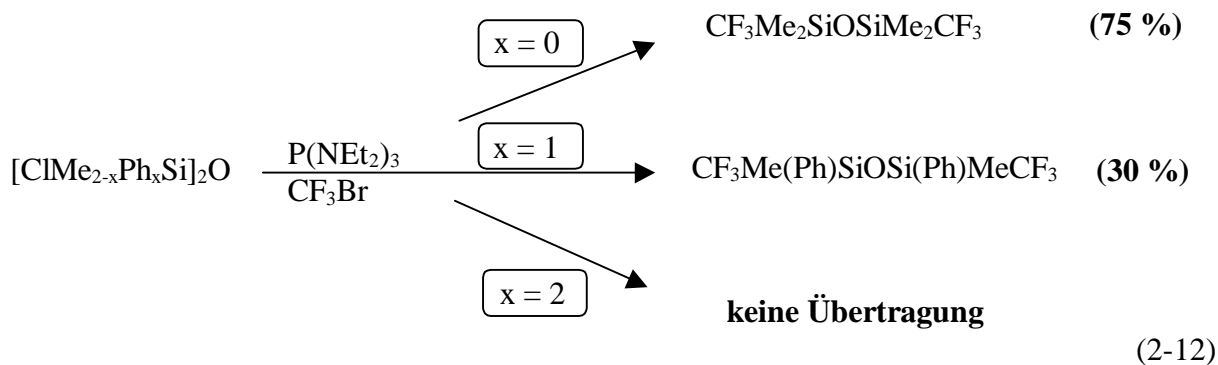 CF₃Me₂SiOSiMe₂CF₃ (75 %)
x = 0
[ClMe₂₋ₓPhₓSi]₂O
P(NEt₂)₃
CF₃Br
x = 1
CF₃Me(Ph)SiOSi(Ph)MeCF₃ (30 %)
x = 2
keine Übertragung
(2-12)